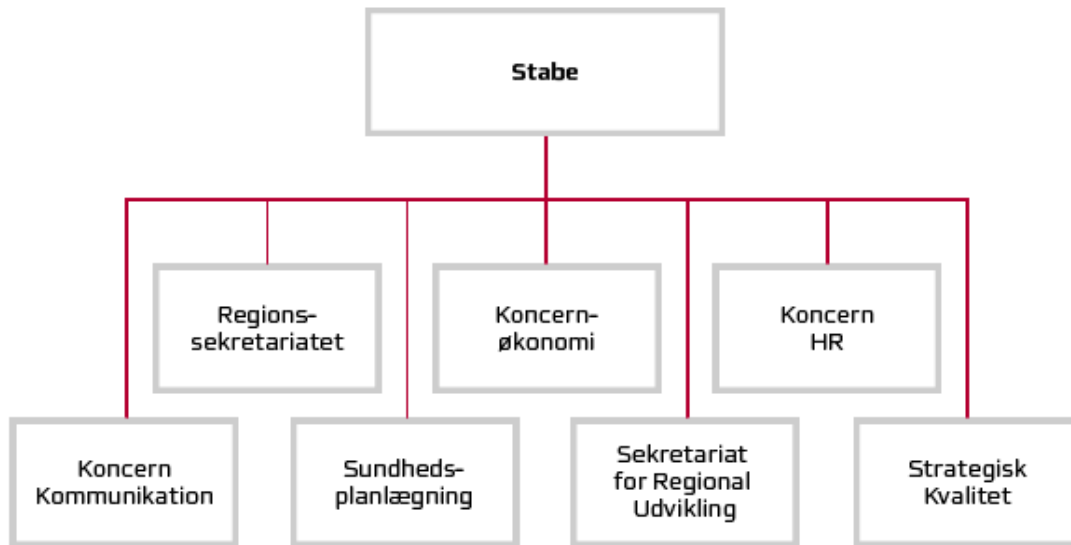 Stabe
Regions-
sekretariatet
Koncern-
økonomi
Koncern
HR
Koncern
Kommunikation
Sundheds-
planlægning
Sekretariat
for Regional
Udvikling
Strategisk
Kvalitet